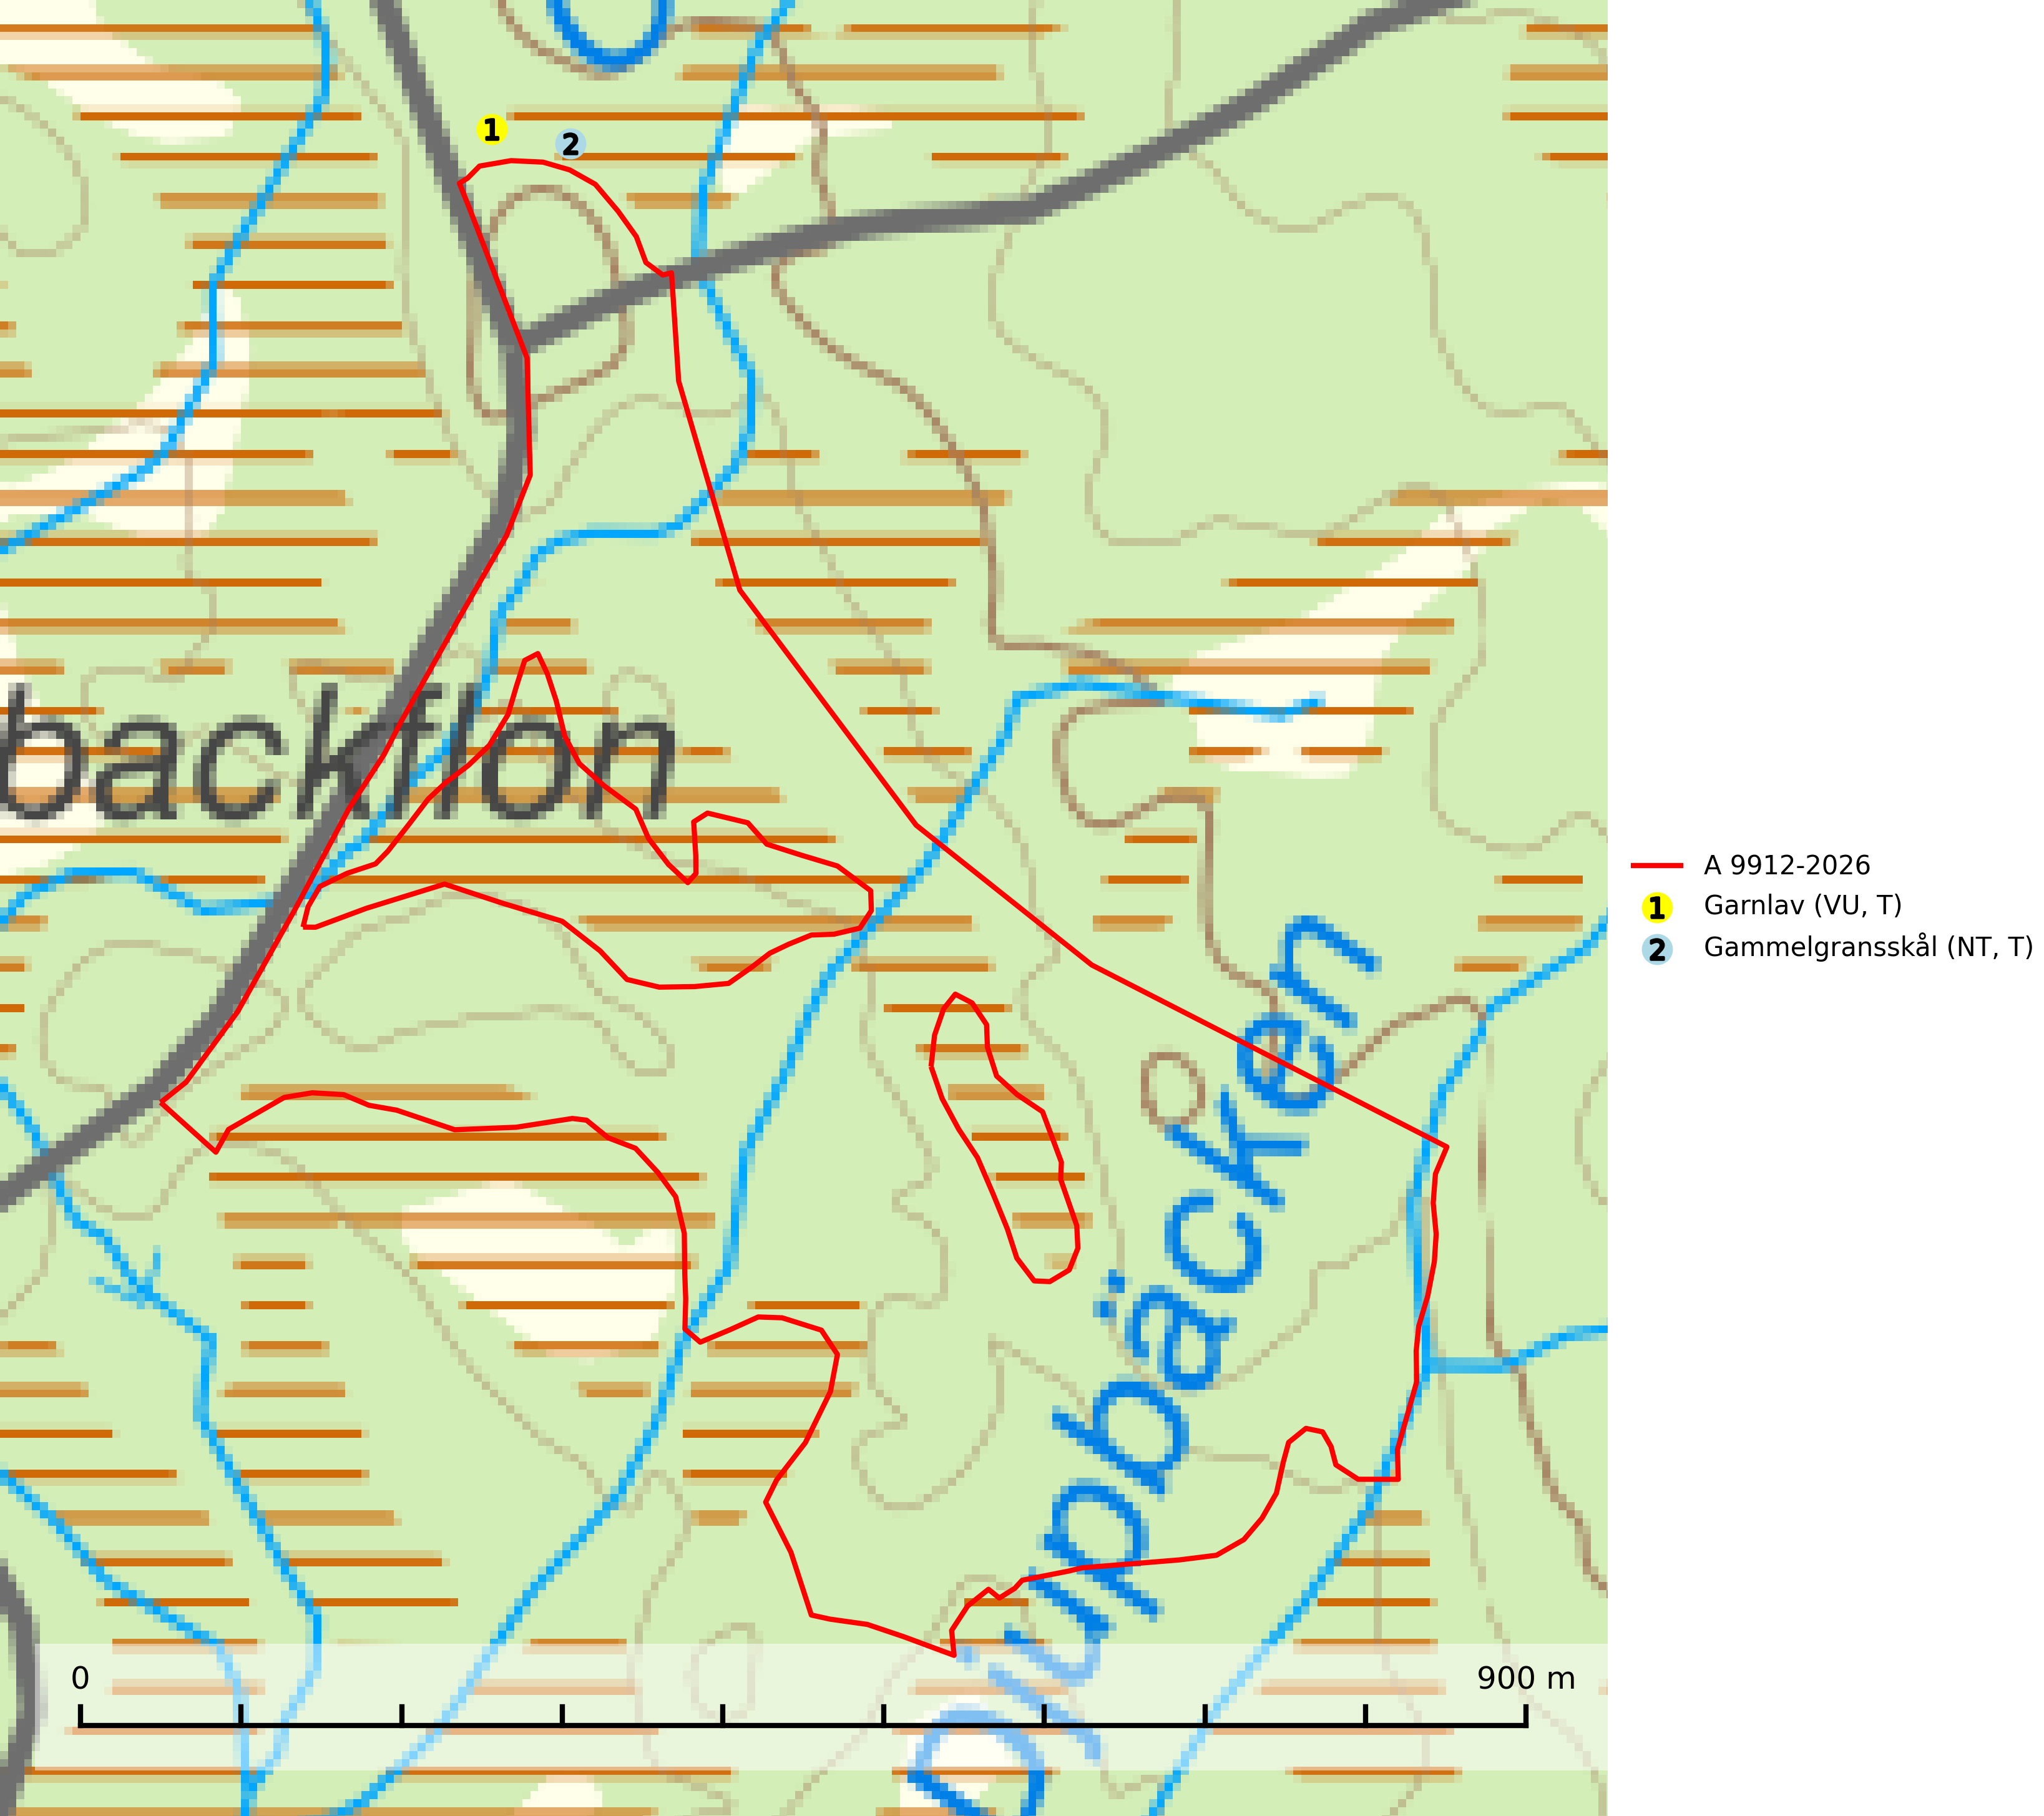 1
2
backflon
Djupbäcken
0
900 m
A 9912-2026
1 Garnlav (VU, T)
2 Gammelgransskål (NT, T)